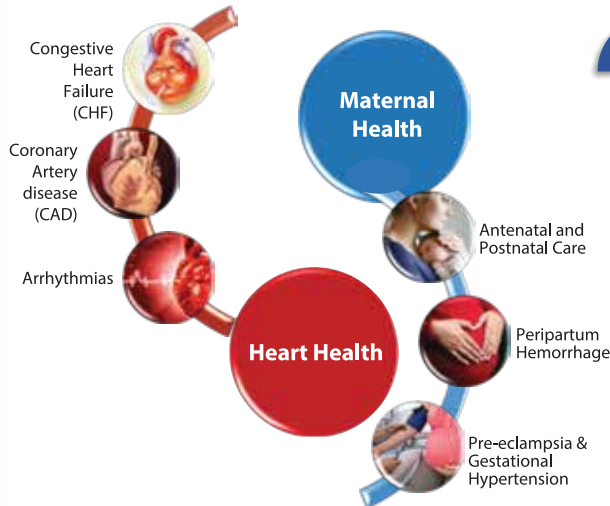 Congestive
Heart
Failure
(CHF)
Coronary
Artery
disease
(CAD)
Arrhythmias
Heart Health
Maternal
Health
Antenatal and
Postnatal Care
Peripartum
Hemorrhage
Pre-eclampsia &
Gestational
Hypertension